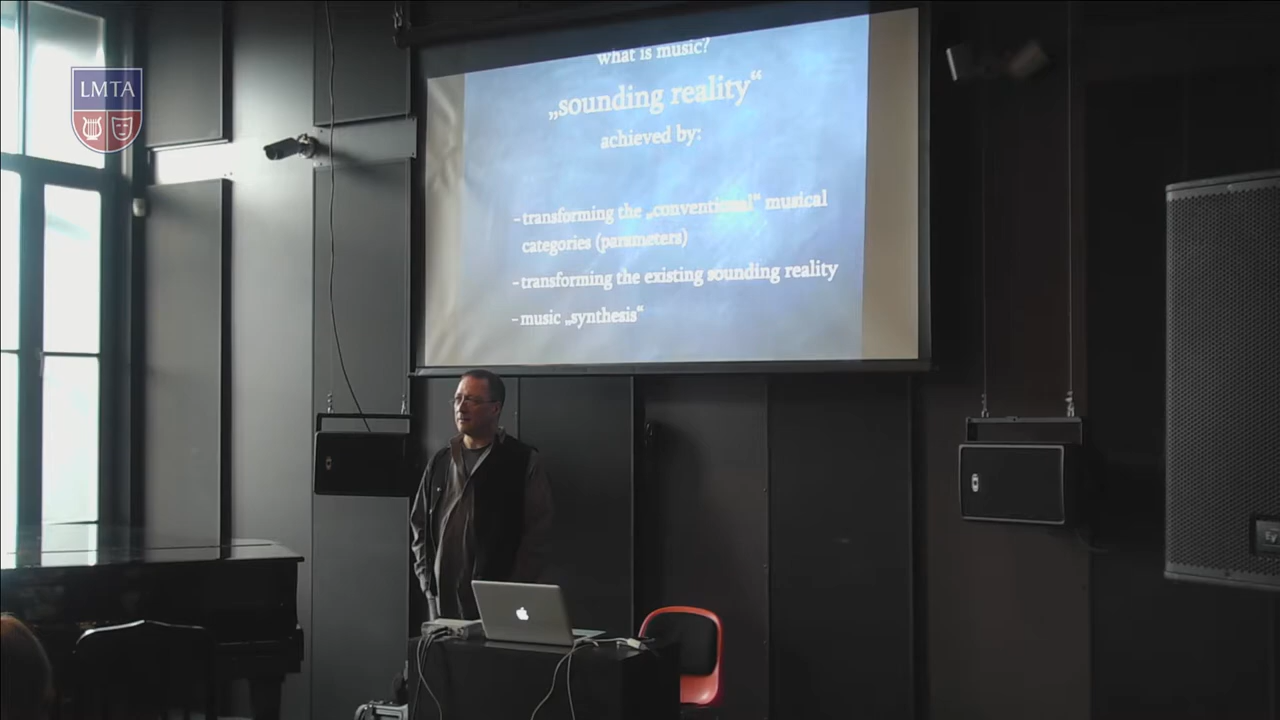 LMTA
what is music?
„sounding reality“
achieved by:
- transforming the „conventional“ musical
categories (parameters)
- transforming the existing sounding reality
- music „synthesis“